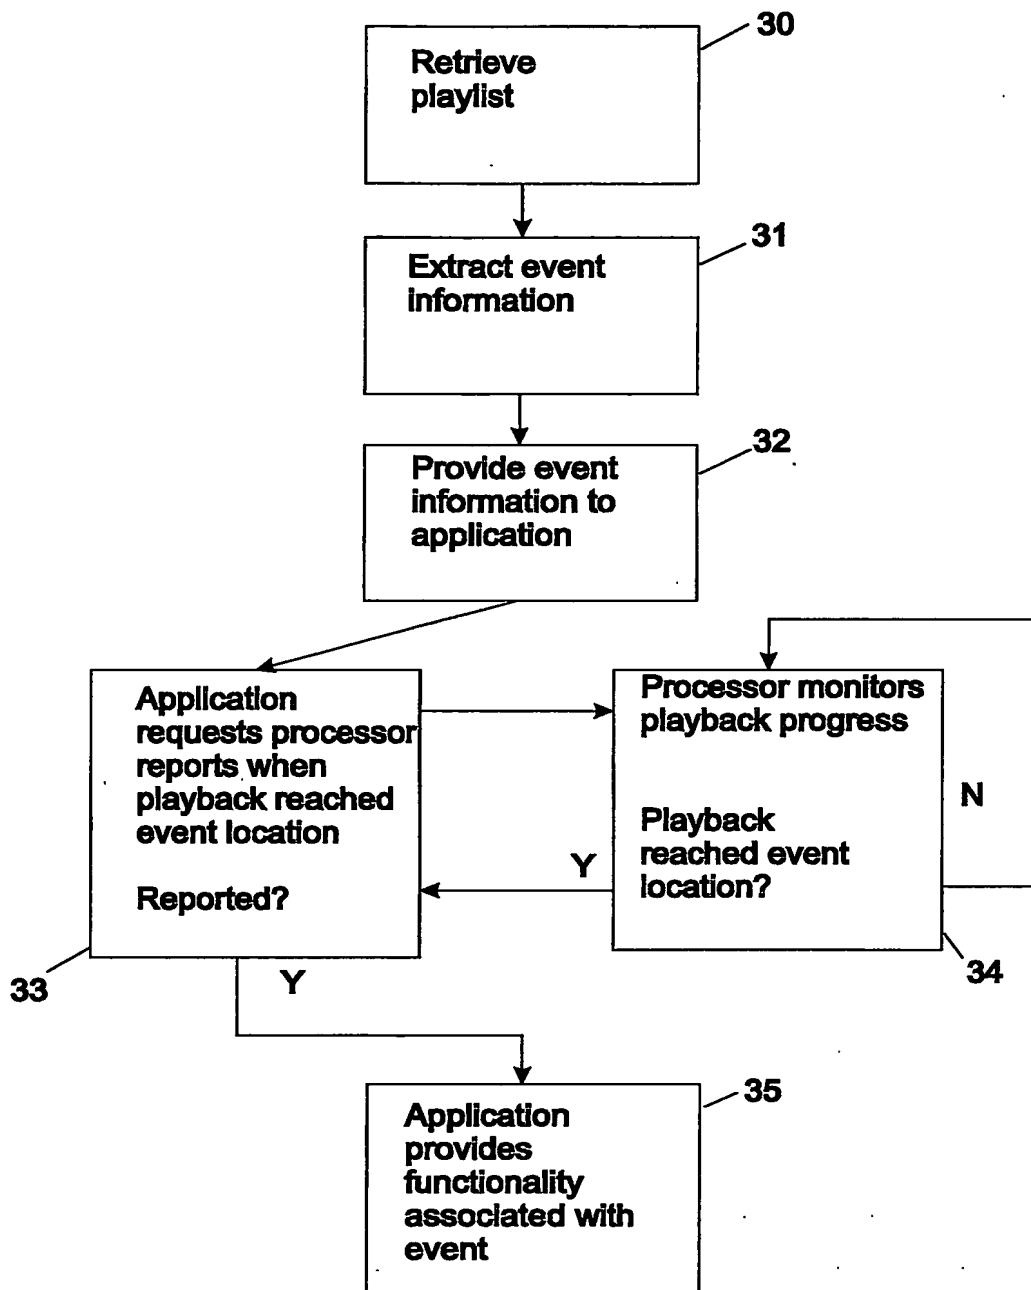 30
Retrieve
playlist
31
Extract event
information
32
Provide event
information to
application
Application
requests processor
reports when
playback reached
event location
Reported?
33
Y
Processor monitors
playback progress
Playback
reached event
location?
Y
N
34
35
Application
provides
functionality
associated with
event